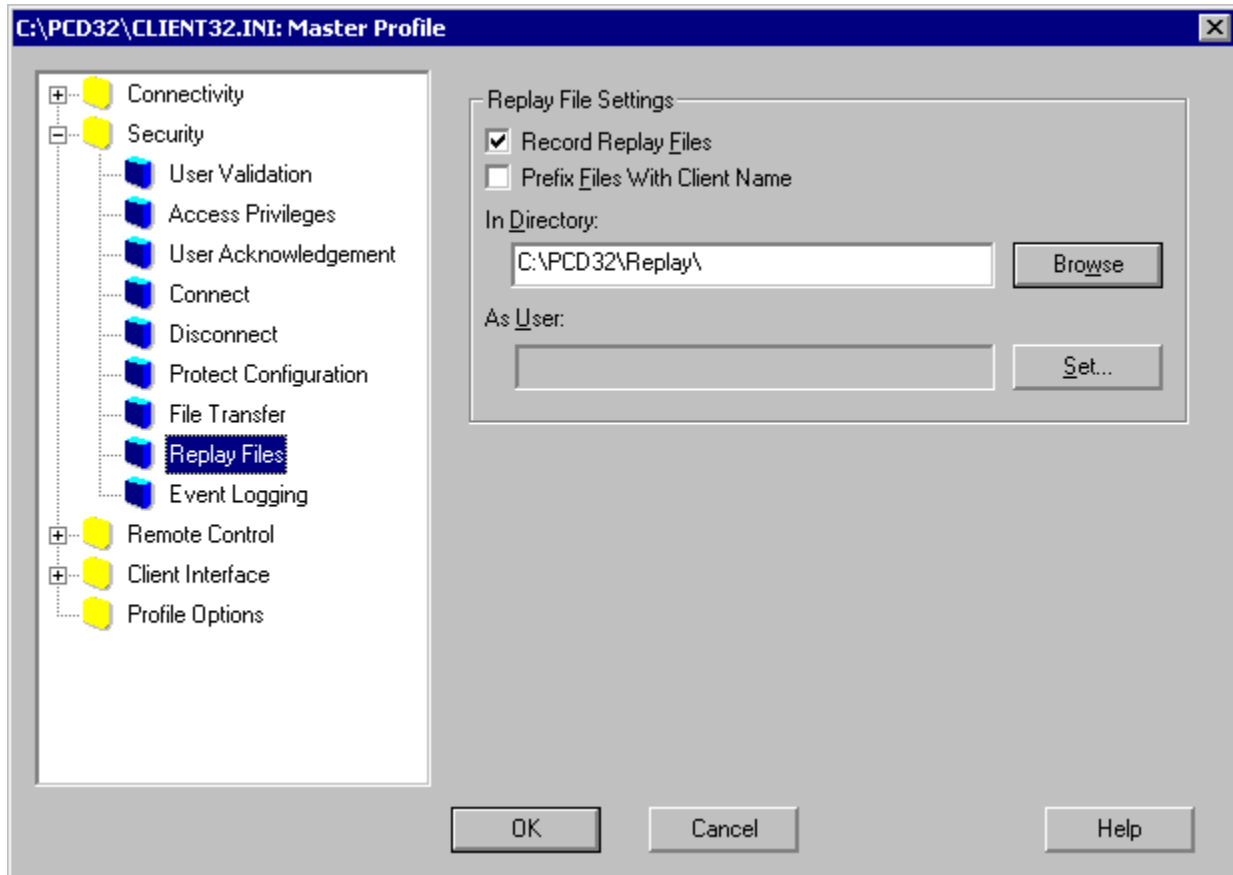 C:\PCD32\CLIENT32.INI: Master Profile
Connectivity
Security
User Validation
Access Privileges
User Acknowledgement
Connect
Disconnect
Protect Configuration
File Transfer
Replay Files
Event Logging
Remote Control
Client Interface
Profile Options
Replay File Settings
Record Replay Files
Prefix Files With Client Name
In Directory:
C:\PCD32\Replay\
Browse
As User:
Set...
OK
Cancel
Help